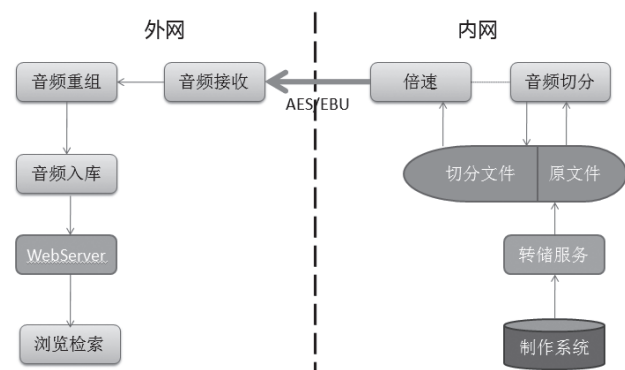 外网
内网
音频重组
音频接收
倍速
音频切分
AES/EBU
音频入库
切分文件
原文件
WebServer
转储服务
浏览检索
制作系统